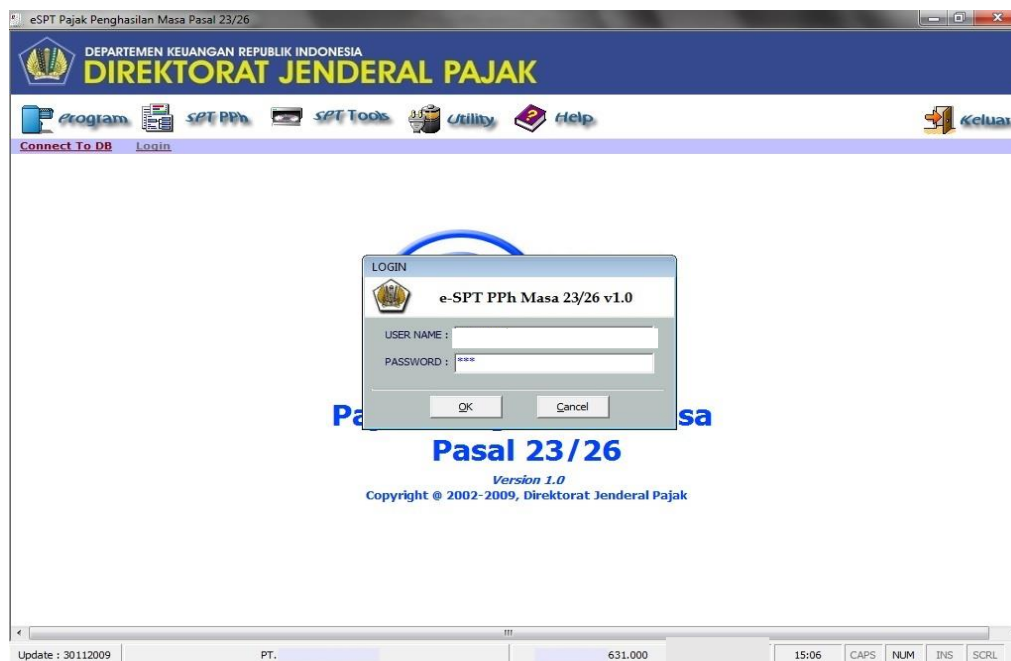 eSPT Pajak Penghasilan Masa Pasal 23/26
DEPARTEMEN KEUANGAN REPUBLIK INDONESIA
DIREKTORAT JENDERAL PAJAK
Program SPT PPh SPT Tools Utility Help Keluar
Connect To DB Login
LOGIN
e-SPT PPh Masa 23/26 v1.0
USER NAME :
PASSWORD : ***
OK Cancel
Pasal 23/26
Version 1.0
Copyright @ 2002-2009, Direktorat Jenderal Pajak
Update : 30112009 PT. 631.000 15:06 CAPS NUM INS SCRL